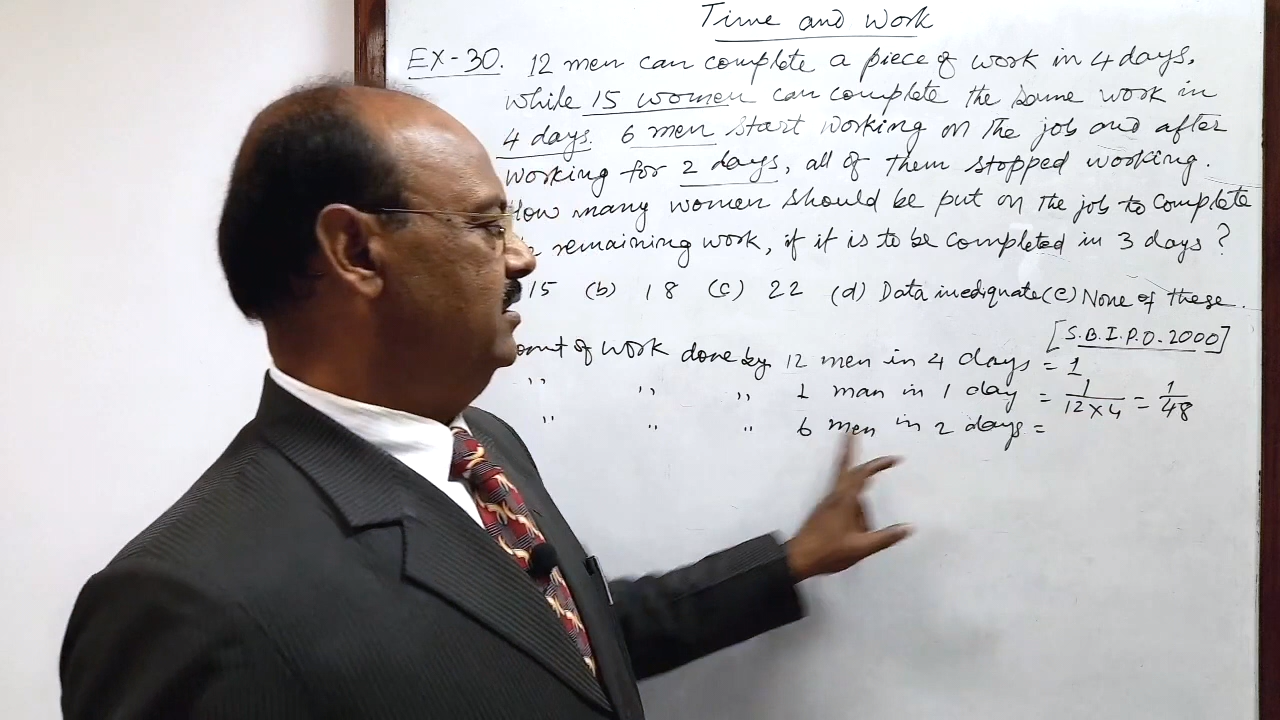 Time and Work
EX-30. 12 men can complete a piece of work in 4 days,
while 15 women can complete the same work in
4 days. 6 men start working on the job and after
working for 2 days, all of them stopped working.
How many women should be put on the job to complete
remaining work, if it is to be completed in 3 days?
15 (b) 18 (c) 22 (d) Data inediquate (e) None of these.
[S.B.I.P.O-2000]
of work done by 12 men in 4 days = 1
,, ,, ,, 1 man in 1 day = 1/12×4 = 1/48
,, ,, ,, 6 men in 2 days =